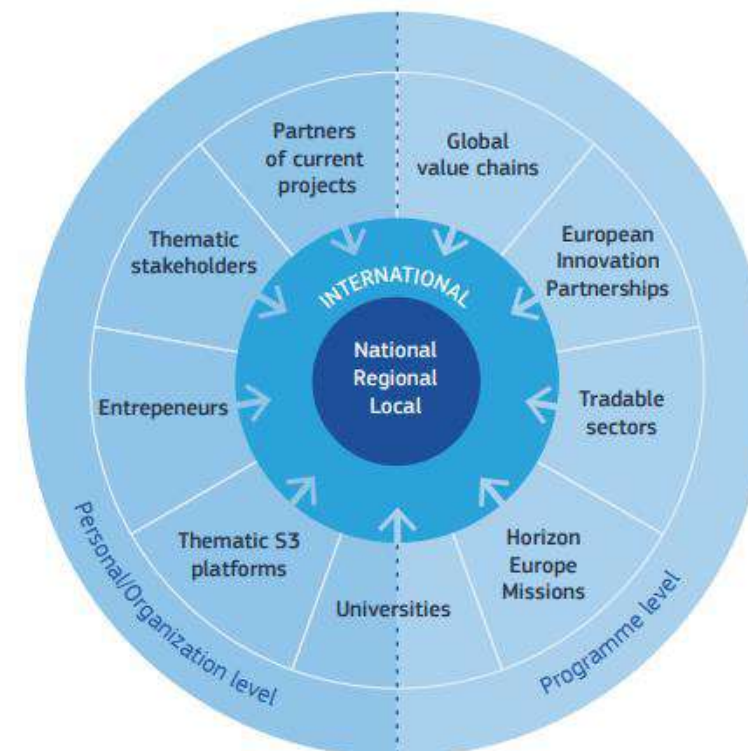 Partners
of current
projects
Global
value chains
Thematic
stakeholders
European
Innovation
Partnerships
INTERNATIONAL
National
Regional
Local
Entrepeneurs
Tradable
sectors
Thematic S3
platforms
Universities
Horizon
Europe
Missions
Personal/Organization level
Programme level